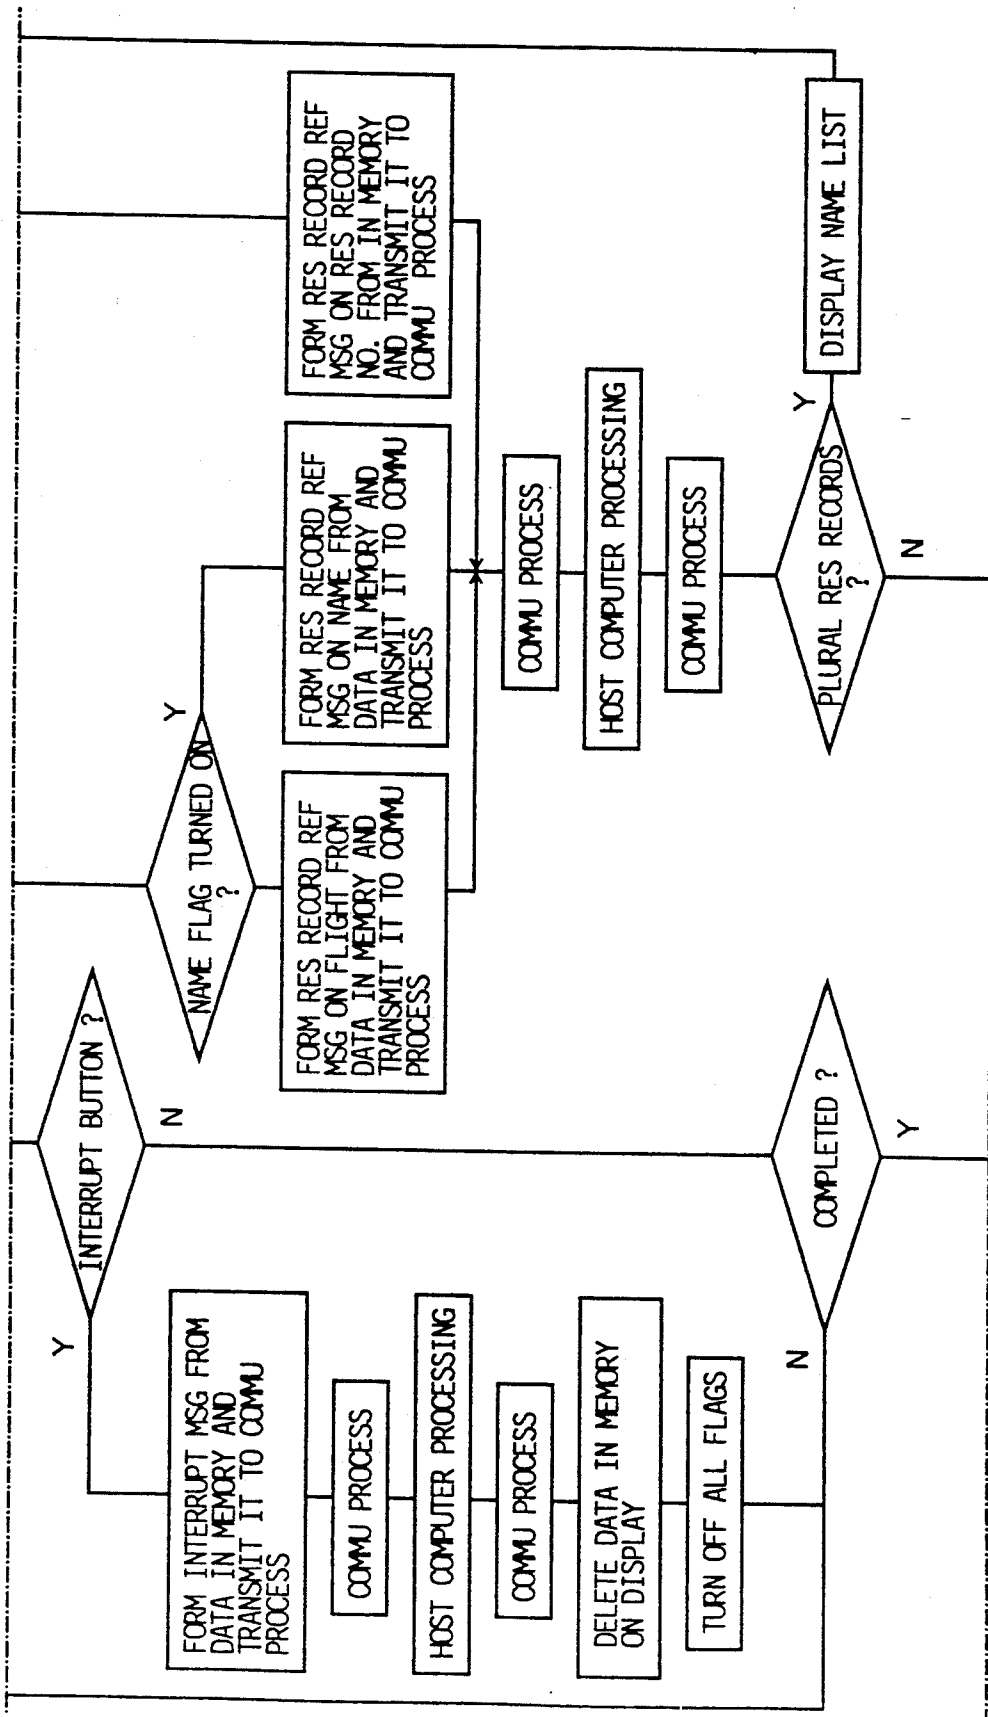 INTERRUPT BUTTON ?
Y
N
FORM INTERRUPT MSG FROM
DATA IN MEMORY AND
TRANSMIT IT TO COMMU
PROCESS
COMMU PROCESS
HOST COMPUTER PROCESSING
COMMU PROCESS
DELETE DATA IN MEMORY
ON DISPLAY
TURN OFF ALL FLAGS
N
COMPLETED ?
Y
NAME FLAG TURNED ON
?
Y
FORM RES RECORD REF
MSG ON FLIGHT FROM
DATA IN MEMORY AND
TRANSMIT IT TO COMMU
PROCESS
FORM RES RECORD REF
MSG ON NAME FROM
DATA IN MEMORY AND
TRANSMIT IT TO COMMU
PROCESS
FORM RES RECORD REF
MSG ON RES RECORD
NO. FROM IN MEMORY
AND TRANSMIT IT TO
COMMU PROCESS
COMMU PROCESS
HOST COMPUTER PROCESSING
COMMU PROCESS
PLURAL RES RECORDS
?
Y
N
DISPLAY NAME LIST